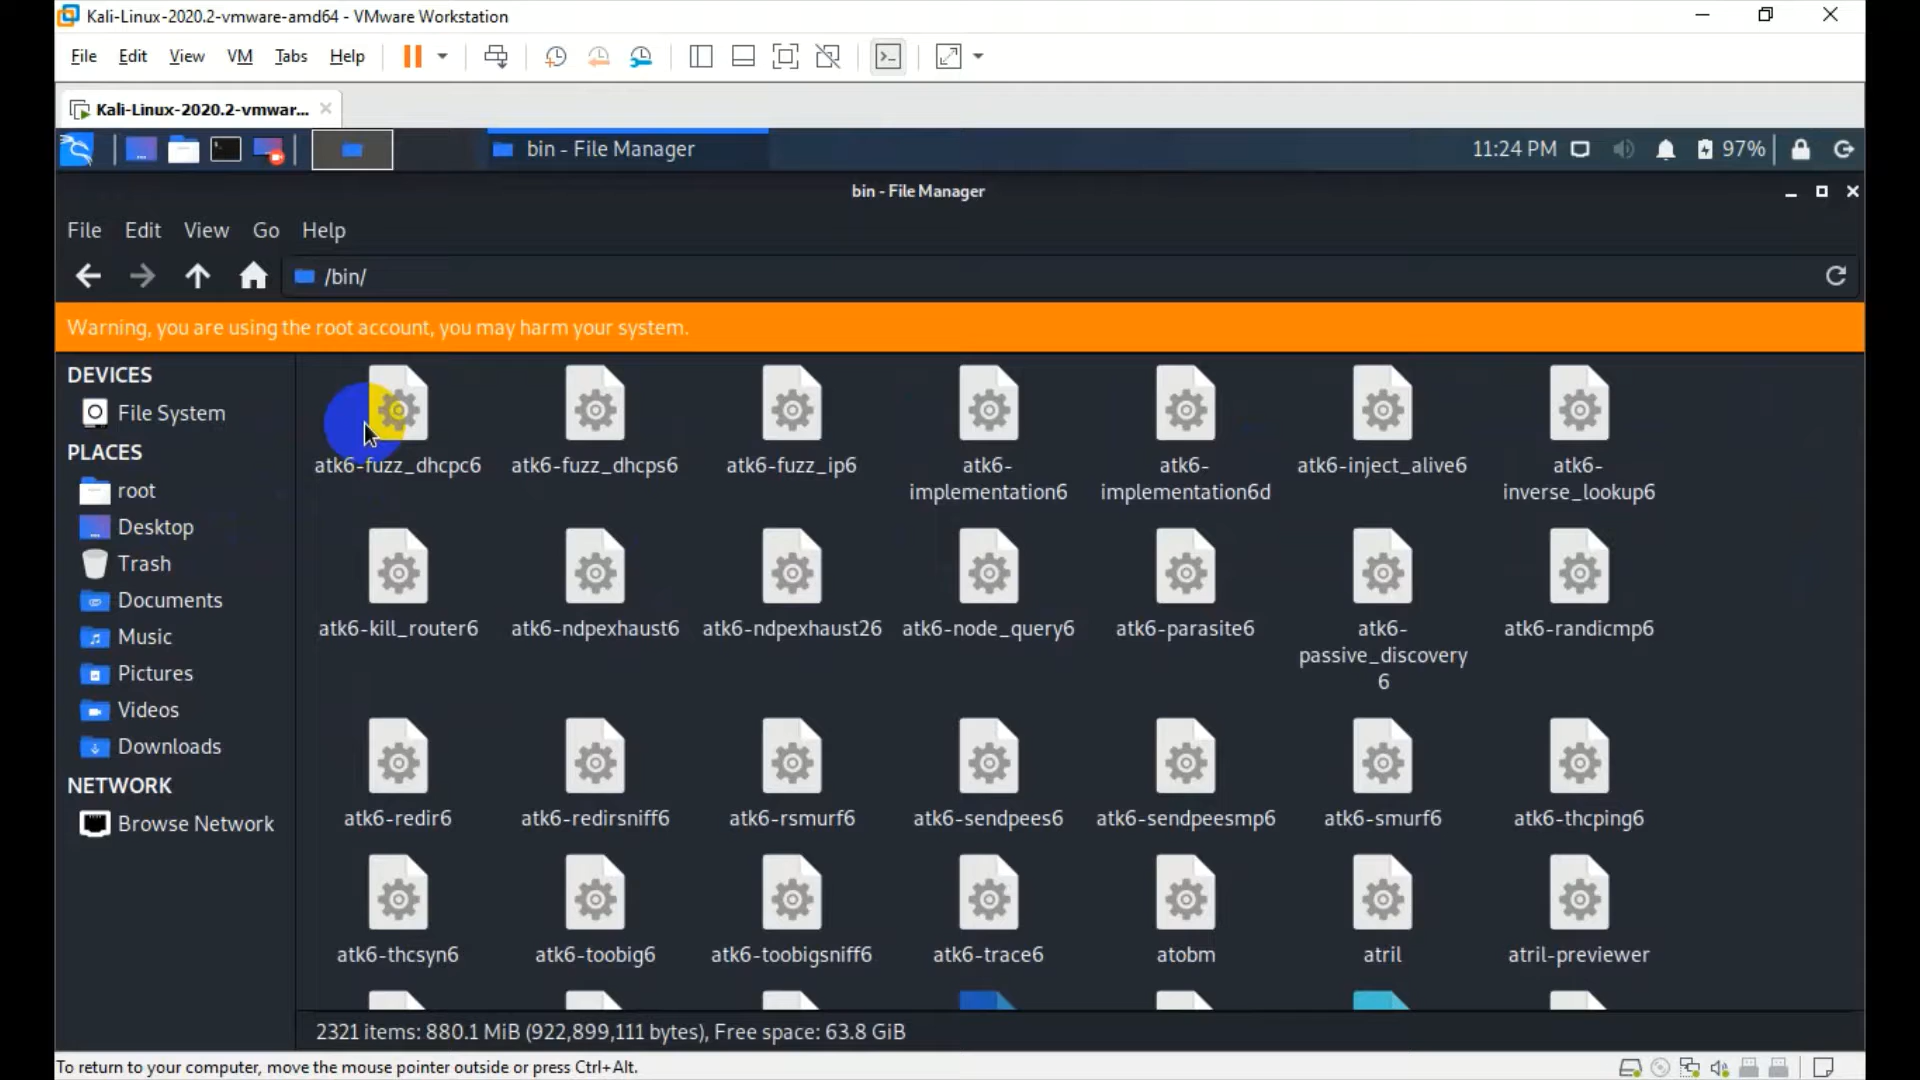 Kali-Linux-2020.2-vmware-amd64 - VMware Workstation
File Edit View VM Tabs Help
Kali-Linux-2020.2-vmwar...
bin - File Manager 11:24 PM 97%
bin - File Manager
File Edit View Go Help
/bin/
Warning, you are using the root account, you may harm your system.
DEVICES
File System
PLACES
root
Desktop
Trash
Documents
Music
Pictures
Videos
Downloads
NETWORK
Browse Network
atk6-fuzz_dhcpc6 atk6-fuzz_dhcps6 atk6-fuzz_ip6 atk6- atk6- atk6-inject_alive6 atk6-
implementation6 implementation6d inverse_lookup6
atk6-kill_router6 atk6-ndpexhaust6 atk6-ndpexhaust26 atk6-node_query6 atk6-parasite6 atk6- atk6-randicmp6
passive_discovery
6
atk6-redir6 atk6-redirsniff6 atk6-rsmurf6 atk6-sendpees6 atk6-sendpeesmp6 atk6-smurf6 atk6-thcping6
atk6-thcsyn6 atk6-toobig6 atk6-toobigsniff6 atk6-trace6 atobm atril atril-previewer
2321 items: 880.1 MiB (922,899,111 bytes), Free space: 63.8 GiB
To return to your computer, move the mouse pointer outside or press Ctrl+Alt.